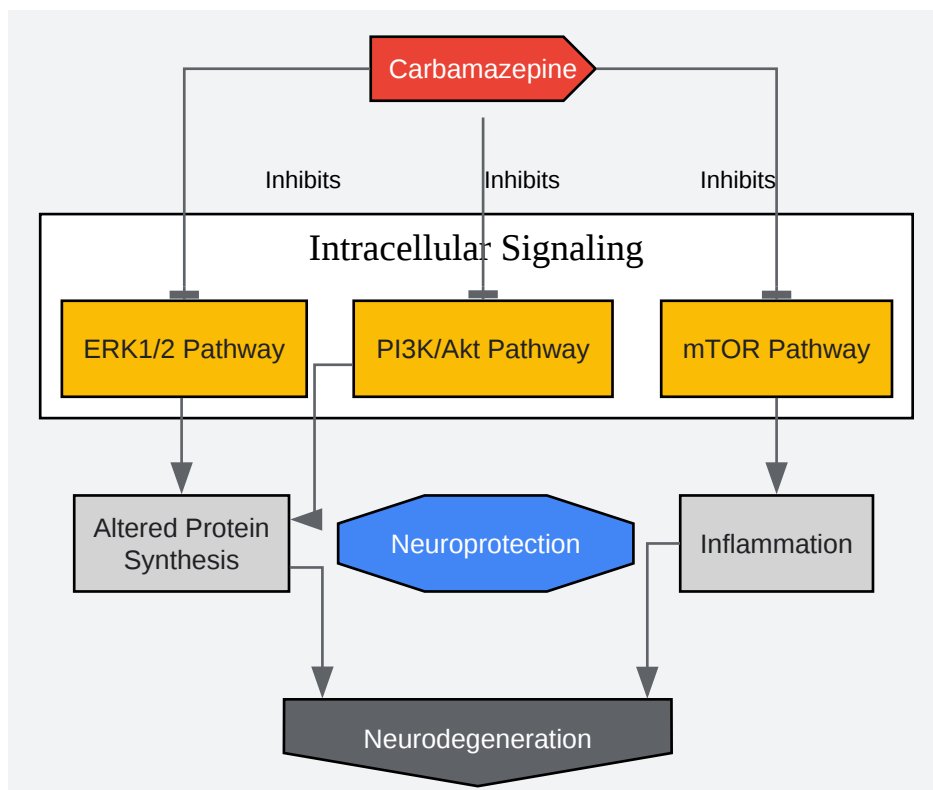 Carbamazepine
Inhibits
Inhibits
Inhibits
Intracellular Signaling
ERK1/2 Pathway
PI3K/Akt Pathway
mTOR Pathway
Altered Protein
Synthesis
Neuroprotection
Inflammation
Neurodegeneration